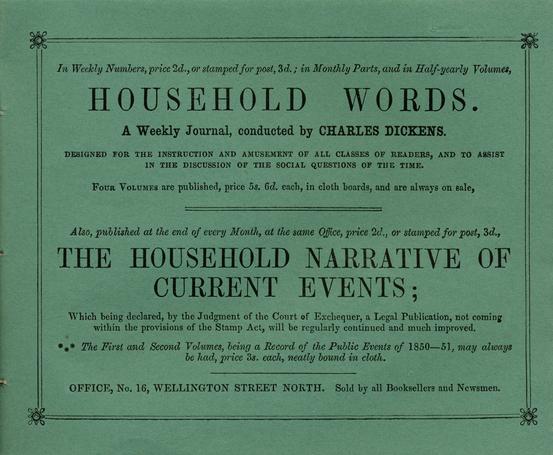 In Weekly Numbers, price 2d., or stamped for post, 3d.; in Monthly Parts, and in Half-yearly Volumes,
HOUSEHOLD WORDS.
A Weekly Journal, conducted by CHARLES DICKENS.
DESIGNED FOR THE INSTRUCTION AND AMUSEMENT OF ALL CLASSES OF READERS, AND TO ASSIST
IN THE DISCUSSION OF THE SOCIAL QUESTIONS OF THE TIME.
FOUR VOLUMES are published, price 5s. 6d. each, in cloth boards, and are always on sale,
Also, published at the end of every Month, at the same Office, price 2d., or stamped for post, 3d.,
THE HOUSEHOLD NARRATIVE OF
CURRENT EVENTS;
Which being declared, by the Judgment of the Court of Exchequer, a Legal Publication, not coming
within the provisions of the Stamp Act, will be regularly continued and much improved.
*** The First and Second Volumes, being a Record of the Public Events of 1850—51, may always
be had, price 3s. each, neatly bound in cloth.
OFFICE, No. 16, WELLINGTON STREET NORTH. Sold by all Booksellers and Newsmen.